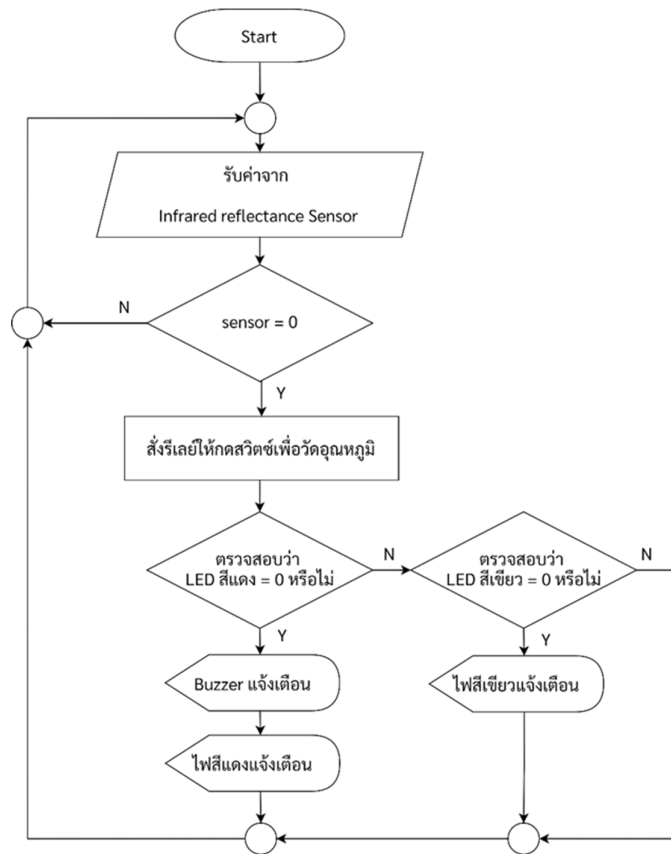 Start
รับค่าจาก
Infrared reflectance Sensor
N
sensor = 0
Y
สั่งรีเลย์ให้กดสวิตซ์เพื่อวัดอุณหภูมิ
ตรวจสอบว่า
LED สีแดง = 0 หรือไม่
N
ตรวจสอบว่า
LED สีเขียว = 0 หรือไม่
N
Y
Y
Buzzer แจ้งเตือน
ไฟสีเขียวแจ้งเตือน
ไฟสีแดงแจ้งเตือน